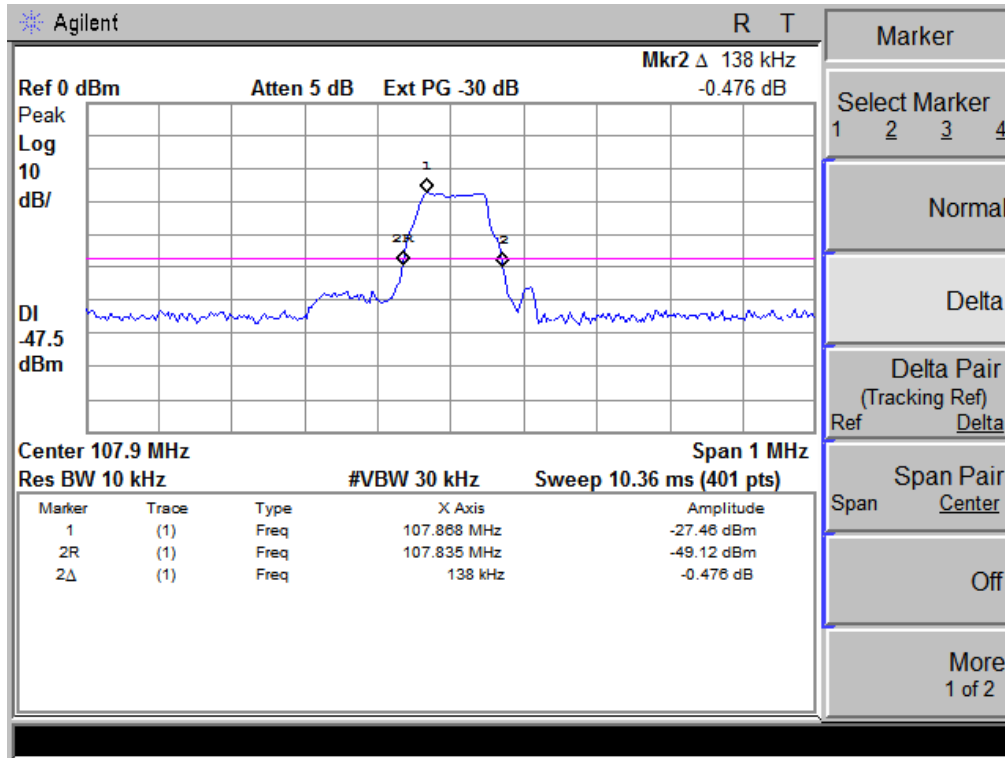 Agilent R T
Mkr2 Δ 138 kHz
Ref 0 dBm Atten 5 dB Ext PG -30 dB -0.476 dB
Peak
Log
10
dB/
1
2R 2
DI
-47.5
dBm
Center 107.9 MHz Span 1 MHz
Res BW 10 kHz #VBW 30 kHz Sweep 10.36 ms (401 pts)
Marker Trace Type X Axis Amplitude
1 (1) Freq 107.868 MHz -27.46 dBm
2R (1) Freq 107.835 MHz -49.12 dBm
2Δ (1) Freq 138 kHz -0.476 dB
Marker
Select Marker
1 2 3 4
Normal
Delta
Delta Pair
(Tracking Ref)
Ref Delta
Span Pair
Span Center
Off
More
1 of 2